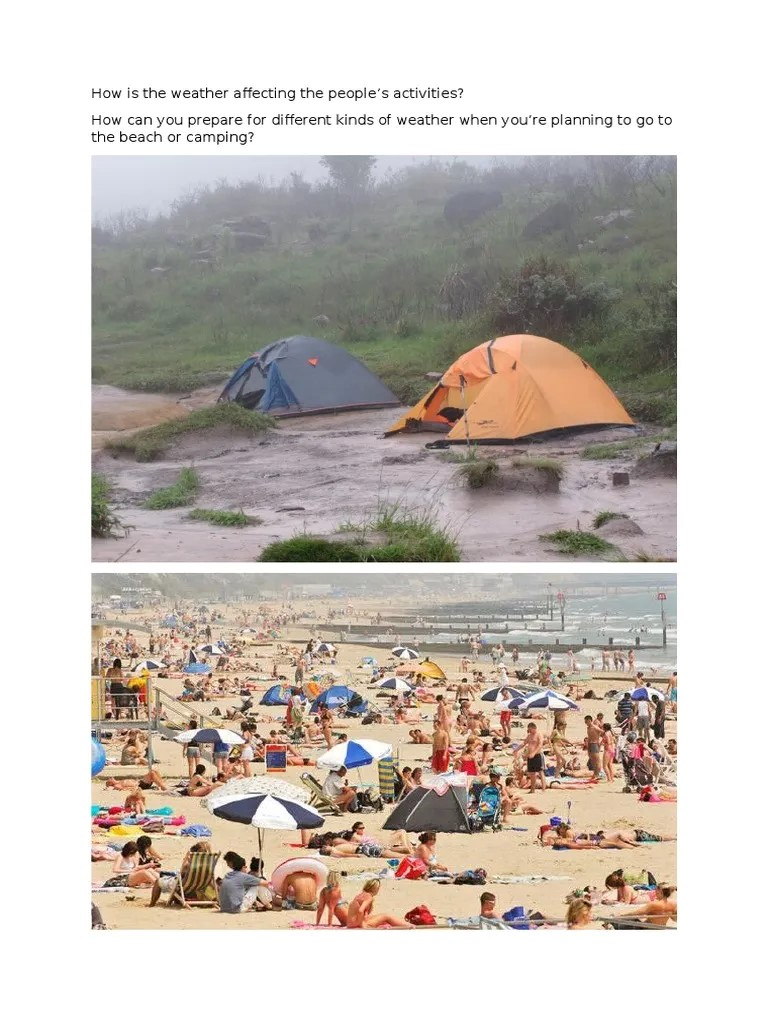 How is the weather affecting the people’s activities?
How can you prepare for different kinds of weather when you’re planning to go to
the beach or camping?